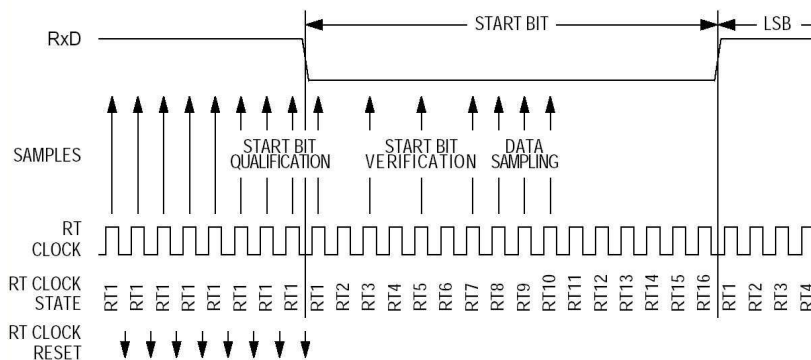 START BIT
LSB
RxD
SAMPLES
START BIT
QUALIFICATION
START BIT
VERIFICATION
DATA
SAMPLING
RT
CLOCK
RT CLOCK
STATE
RT1 RT1 RT1 RT1 RT1 RT1 RT1 RT1 RT1 RT2 RT3 RT4 RT5 RT6 RT7 RT8 RT9 RT10 RT11 RT12 RT13 RT14 RT15 RT16 RT1 RT2 RT3 RT4
RT CLOCK
RESET